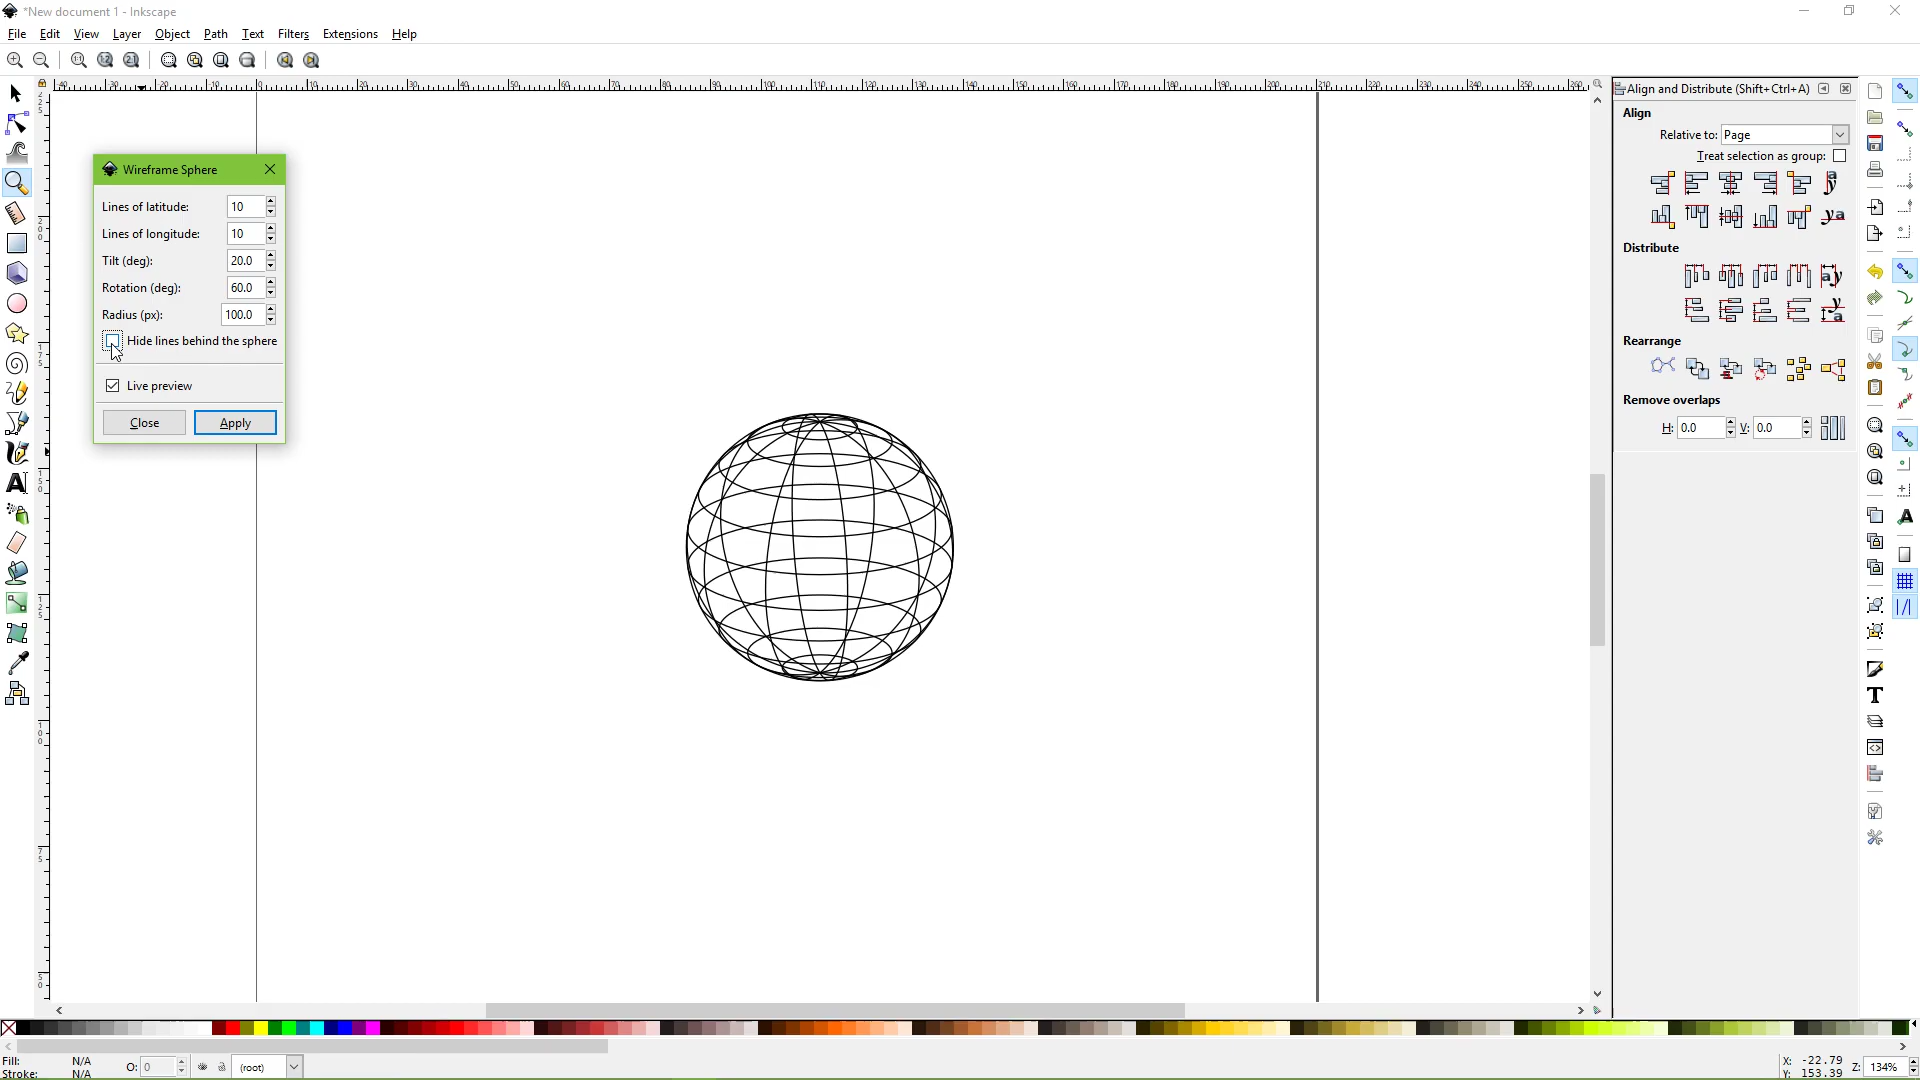 *New document 1 - Inkscape
File Edit View Layer Object Path Text Filters Extensions Help
Align and Distribute (Shift+Ctrl+A)
Align
Relative to: Page
Treat selection as group:
Wireframe Sphere
Lines of latitude: 10
Lines of longitude: 10
Tilt (deg): 20.0
Rotation (deg): 60.0
Radius (px): 100.0
Hide lines behind the sphere
Live preview
Close Apply
Distribute
Rearrange
Remove overlaps
H: 0.0 V: 0.0
Fill: N/A
Stroke: N/A
O: 0
(root)
X: -22.79
Y: 153.39
Z: 134%